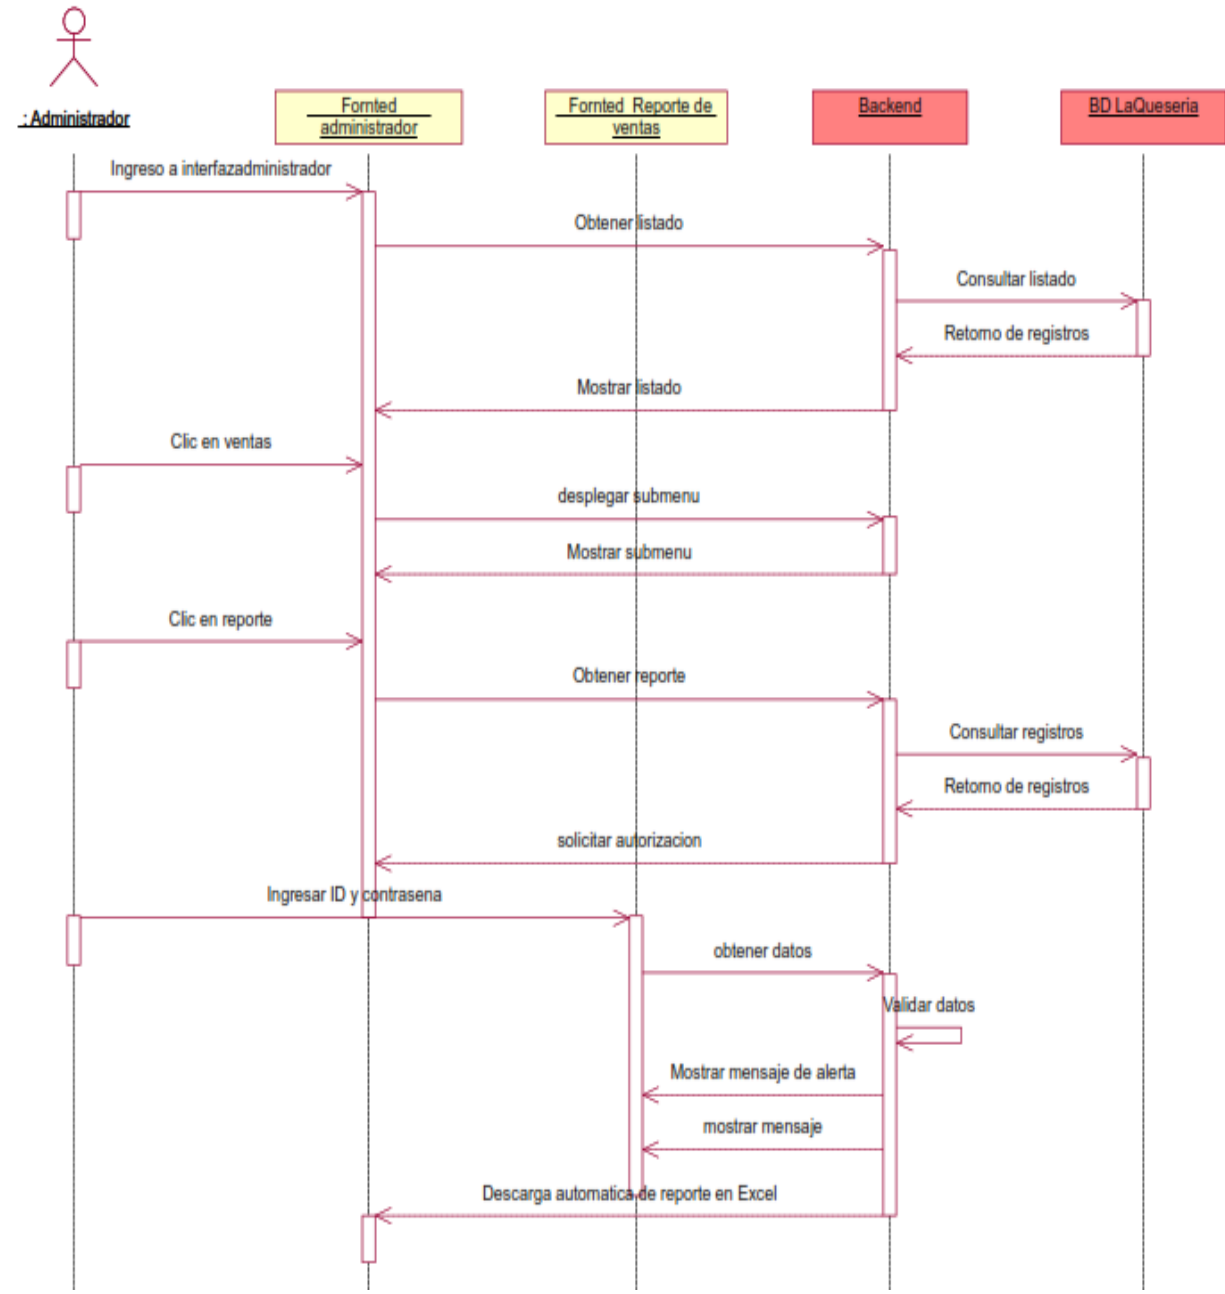 : Administrador
Fornted
administrador
Fornted Reporte de
ventas
Backend
BD LaQueseria
Ingreso a interfazadministrador
Obtener listado
Consultar listado
Retorno de registros
Mostrar listado
Clic en ventas
desplegar submenu
Mostrar submenu
Clic en reporte
Obtener reporte
Consultar registros
Retorno de registros
solicitar autorizacion
Ingresar ID y contrasena
obtener datos
Validar datos
Mostrar mensaje de alerta
mostrar mensaje
Descarga automatica de reporte en Excel